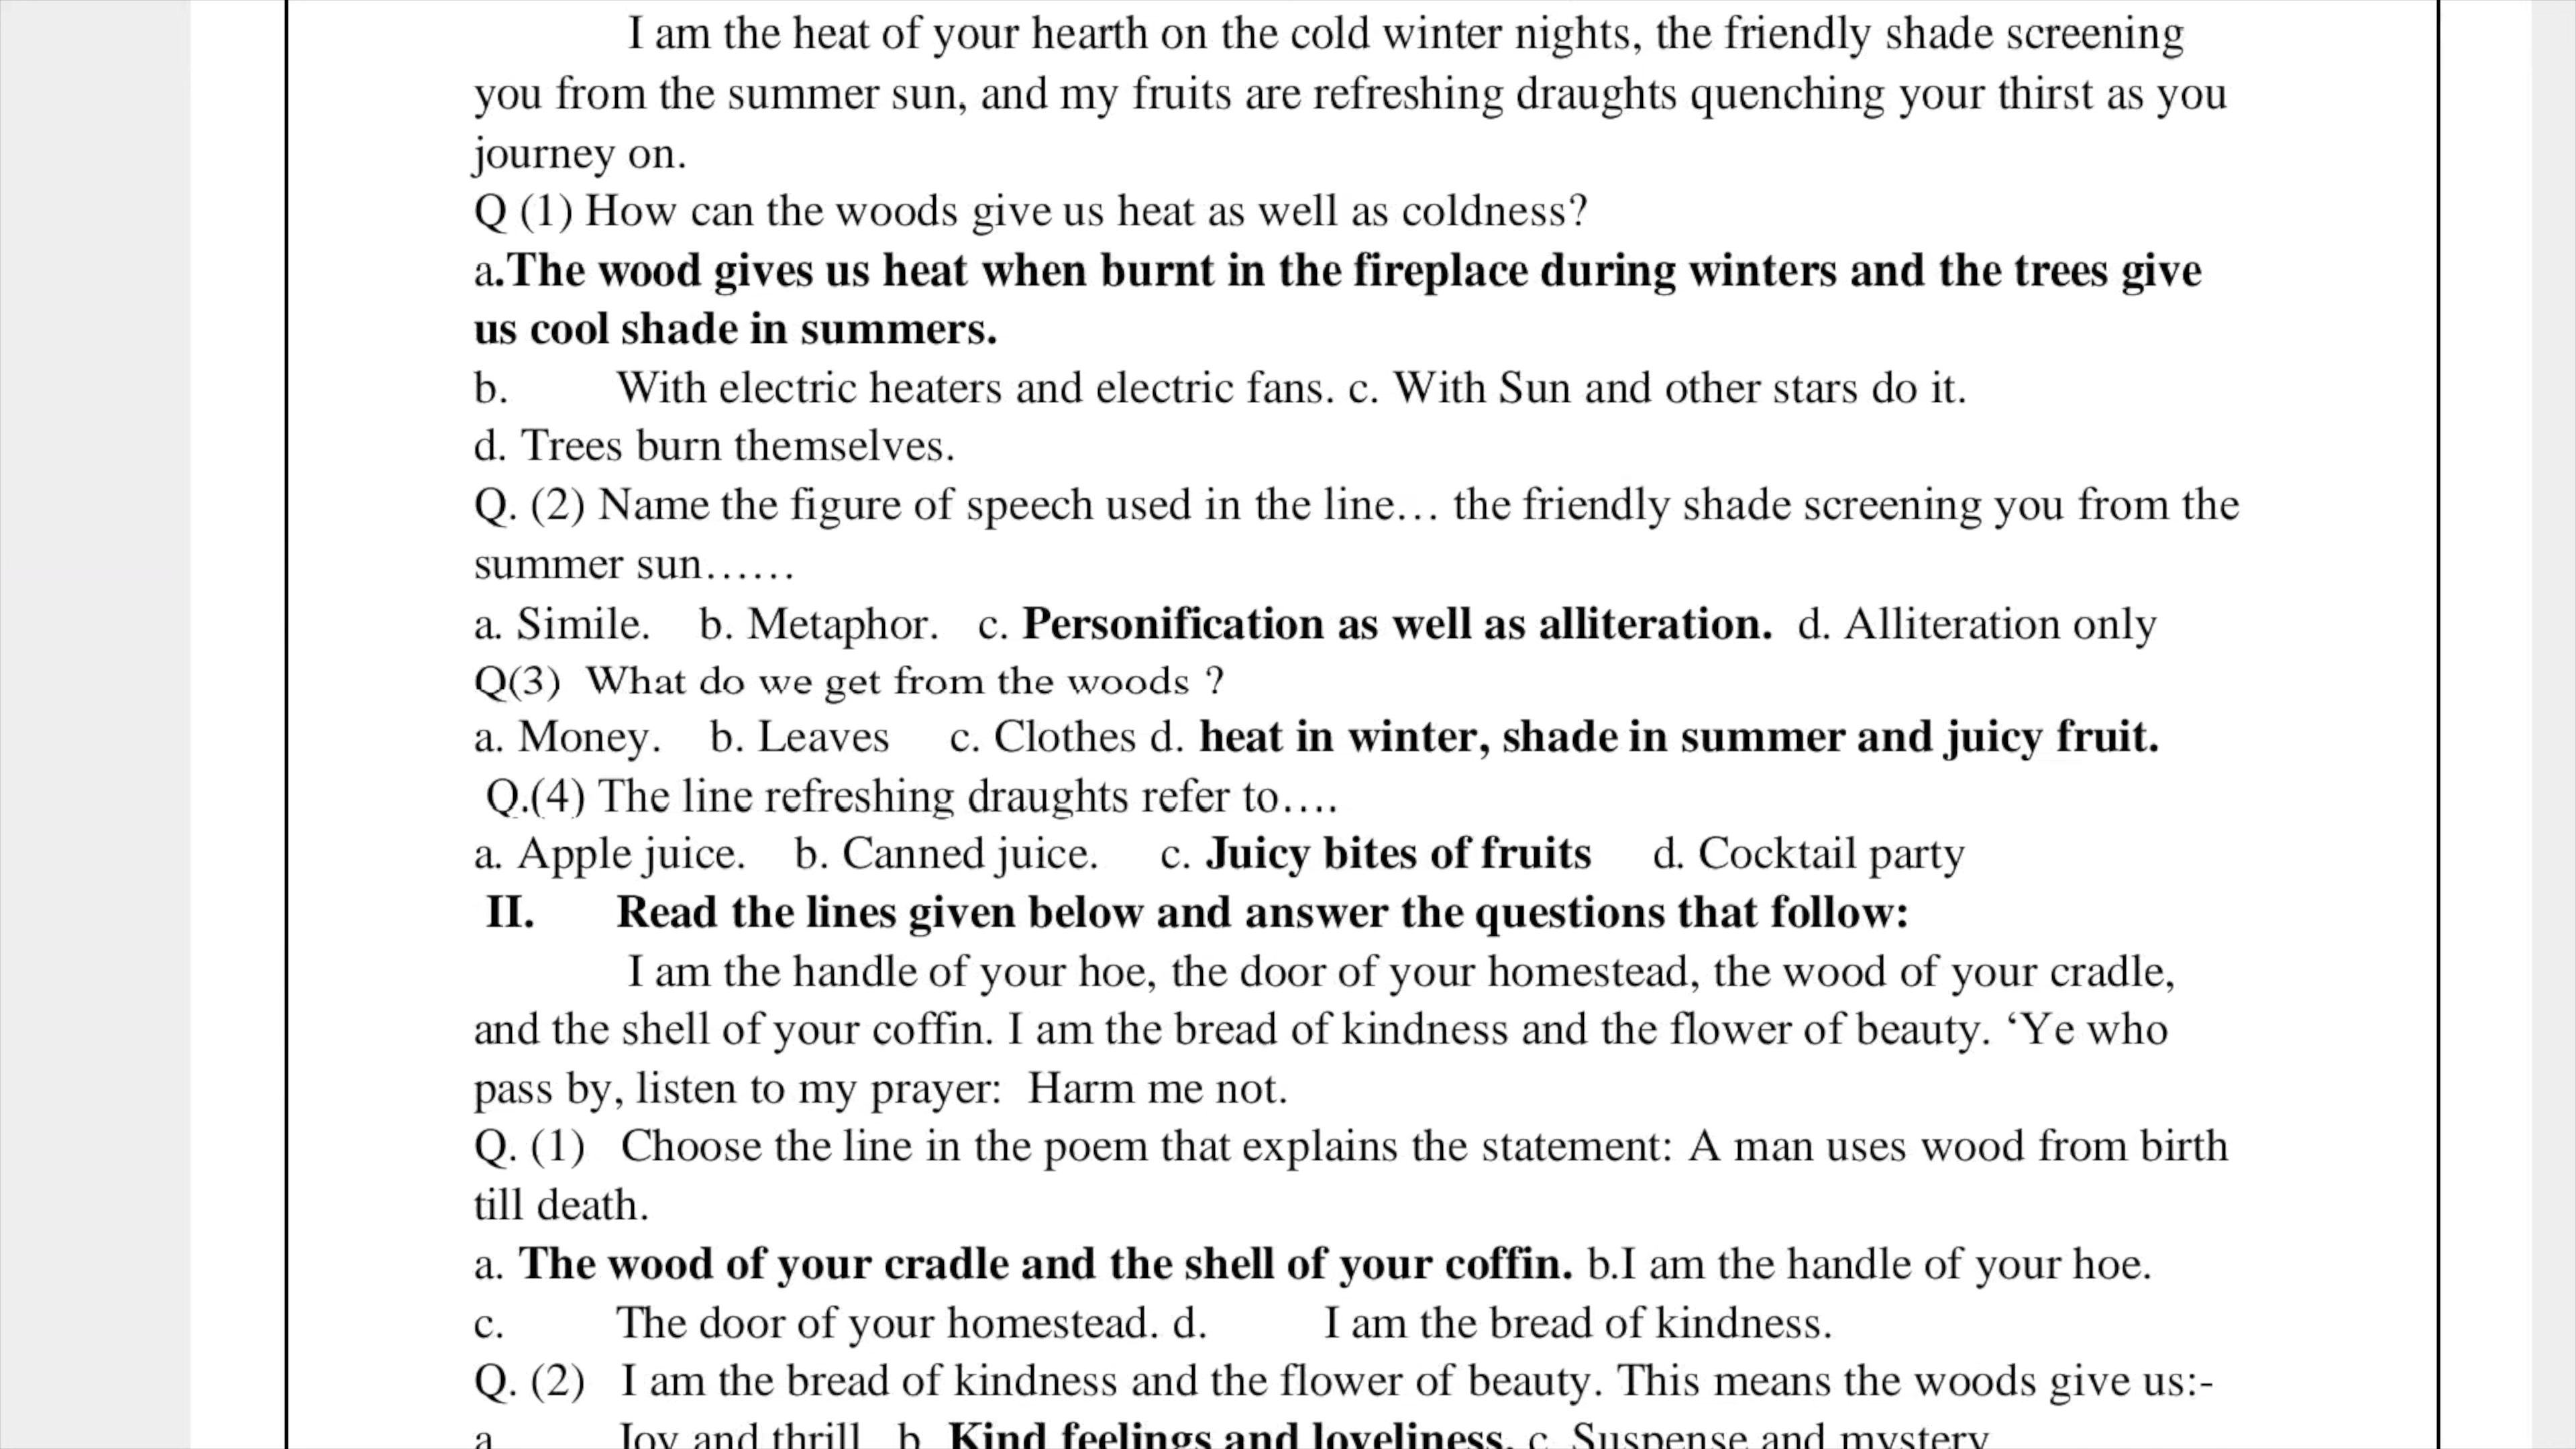 I am the heat of your hearth on the cold winter nights, the friendly shade screening
you from the summer sun, and my fruits are refreshing draughts quenching your thirst as you
journey on.
Q (1) How can the woods give us heat as well as coldness?
a.The wood gives us heat when burnt in the fireplace during winters and the trees give
us cool shade in summers.
b. With electric heaters and electric fans. c. With Sun and other stars do it.
d. Trees burn themselves.
Q. (2) Name the figure of speech used in the line… the friendly shade screening you from the
summer sun……
a. Simile. b. Metaphor. c. Personification as well as alliteration. d. Alliteration only
Q(3) What do we get from the woods ?
a. Money. b. Leaves c. Clothes d. heat in winter, shade in summer and juicy fruit.
Q.(4) The line refreshing draughts refer to….
a. Apple juice. b. Canned juice. c. Juicy bites of fruits d. Cocktail party
II. Read the lines given below and answer the questions that follow:
I am the handle of your hoe, the door of your homestead, the wood of your cradle,
and the shell of your coffin. I am the bread of kindness and the flower of beauty. ‘Ye who
pass by, listen to my prayer: Harm me not.
Q. (1) Choose the line in the poem that explains the statement: A man uses wood from birth
till death.
a. The wood of your cradle and the shell of your coffin. b.I am the handle of your hoe.
c. The door of your homestead. d. I am the bread of kindness.
Q. (2) I am the bread of kindness and the flower of beauty. This means the woods give us:-
a Joy and thrill b. Kind feelings and loveliness. c. Suspense and mystery